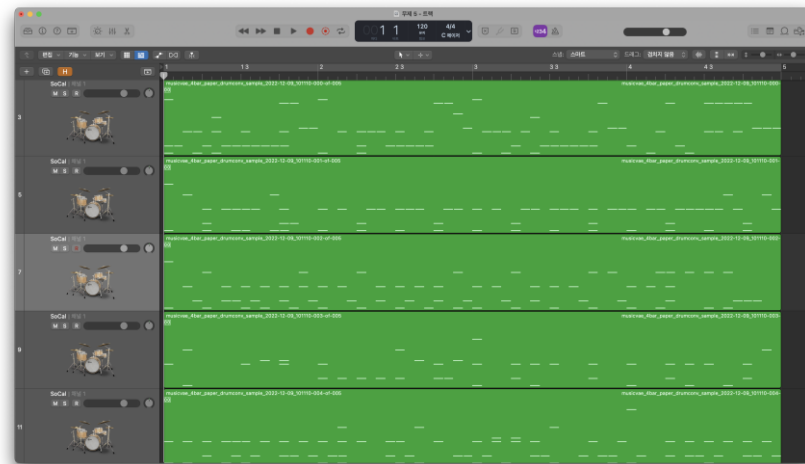 무제 6 - 트랙
001 1 120 4/4
C 메이저
1234
편집 기능 보기 스냅: 스마트 드래그: 겹치지 않음
H
1 1 3 2 2 3 3 3 3 4 4 3 5
3
SoCal
M S R
musicvae_4bar_paper_drumconv_sample_2022-12-09_101110-000-of-005
musicvae_4bar_paper_drumconv_sample_2022-12-09_101110-000-
5
SoCal
M S R
musicvae_4bar_paper_drumconv_sample_2022-12-09_101110-001-of-005
musicvae_4bar_paper_drumconv_sample_2022-12-09_101110-001-
7
SoCal
M S
musicvae_4bar_paper_drumconv_sample_2022-12-09_101110-002-of-005
musicvae_4bar_paper_drumconv_sample_2022-12-09_101110-002-
9
SoCal
M S R
musicvae_4bar_paper_drumconv_sample_2022-12-09_101110-003-of-005
musicvae_4bar_paper_drumconv_sample_2022-12-09_101110-003-
11
SoCal
M S R
musicvae_4bar_paper_drumconv_sample_2022-12-09_101110-004-of-005
musicvae_4bar_paper_drumconv_sample_2022-12-09_101110-004-